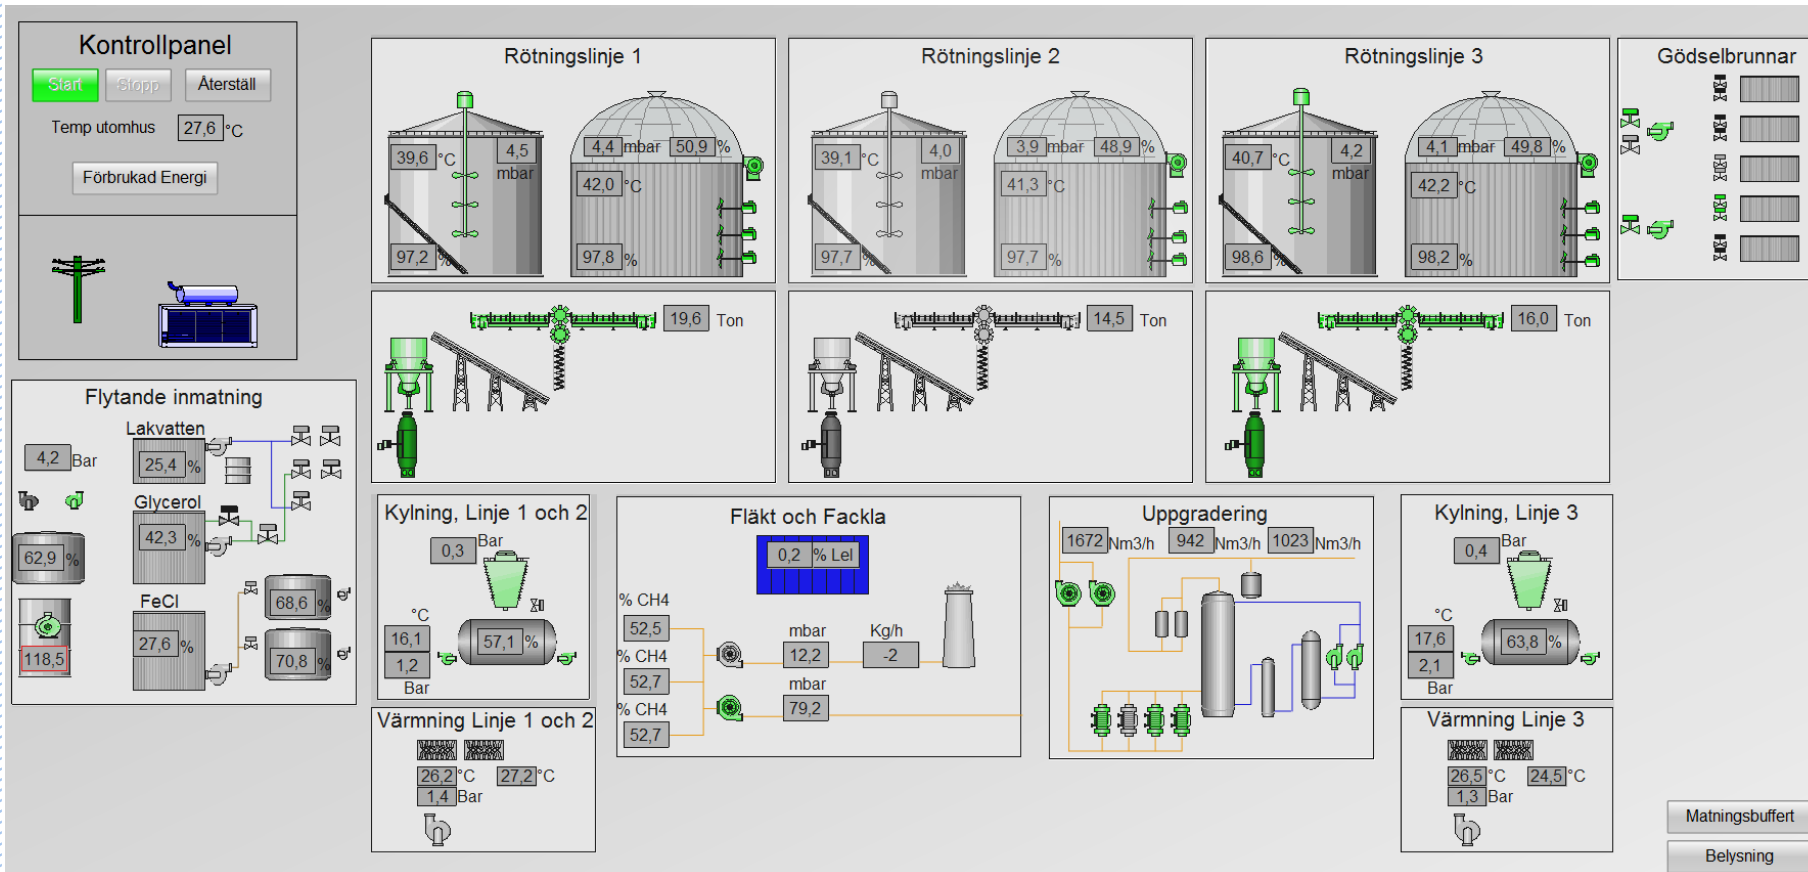 Kontrollpanel
Start Stopp Återställ
Temp utomhus 27,6 °C
Förbrukad Energi
Rötningslinje 1
39,6 °C 4,5 mbar
4,4 mbar 50,9 %
42,0 °C
97,2 % 97,8 %
19,6 Ton
Rötningslinje 2
39,1 °C 4,0 mbar
3,9 mbar 48,9 %
41,3 °C
97,7 % 97,7 %
14,5 Ton
Rötningslinje 3
40,7 °C 4,2 mbar
4,1 mbar 49,8 %
42,2 °C
98,6 % 98,2 %
16,0 Ton
Gödselbrunnar
Flytande inmatning
Lakvatten
4,2 Bar
25,4 %
Glycerol
42,3 %
62,9 %
FeCl
27,6 %
68,6 %
70,8 %
118,5
Kylning, Linje 1 och 2
0,3 Bar
°C
16,1
57,1 %
1,2
Bar
Värmning Linje 1 och 2
26,2 °C 27,2 °C
1,4 Bar
Fläkt och Fackla
0,2 % Lel
% CH4
52,5
mbar Kg/h
12,2 -2
% CH4
52,7
mbar
79,2
% CH4
52,7
Uppgradering
1672 Nm3/h 942 Nm3/h 1023 Nm3/h
Kylning, Linje 3
0,4 Bar
°C
17,6
63,8 %
2,1
Bar
Värmning Linje 3
26,5 °C 24,5 °C
1,3 Bar
Matningsbuffert
Belysning